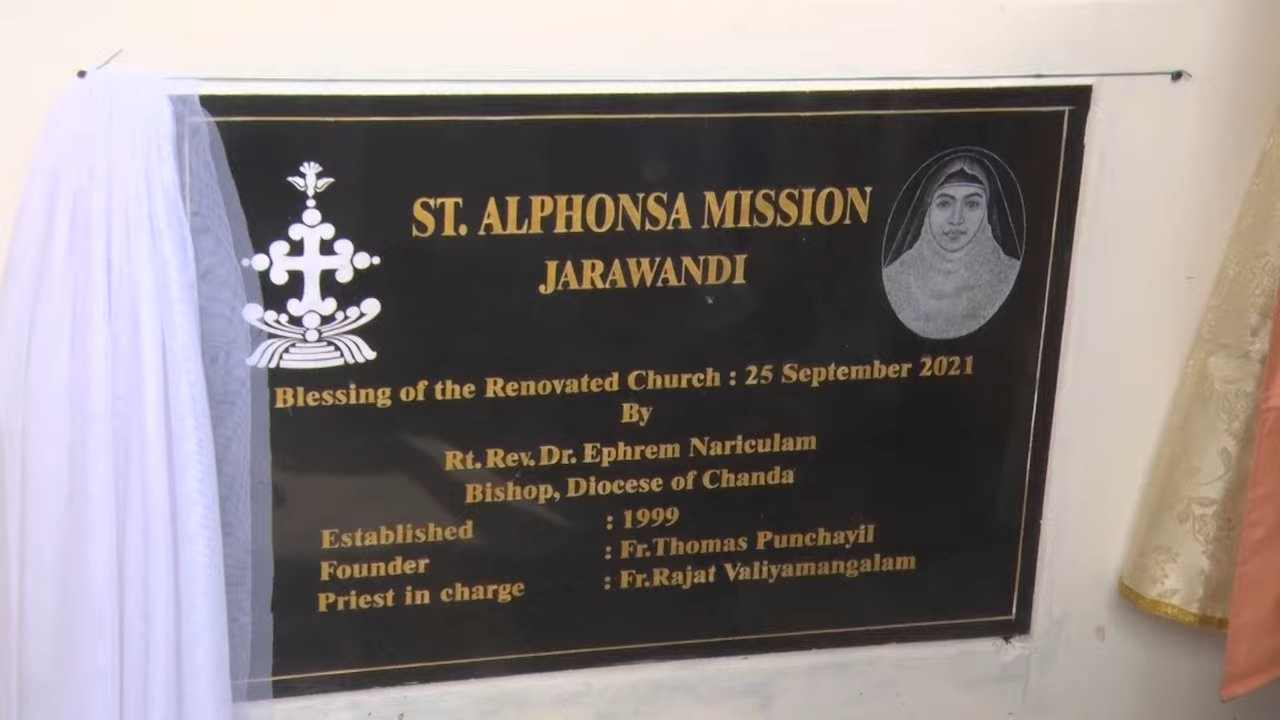 ST. ALPHONSA MISSION
JARAWANDI
Blessing of the Renovated Church : 25 September 2021
By
Rt. Rev. Dr. Ephrem Nariculam
Bishop, Diocese of Chanda
Established : 1999
Founder : Fr.Thomas Punchayil
Priest in charge : Fr.Rajat Valiyamangalam